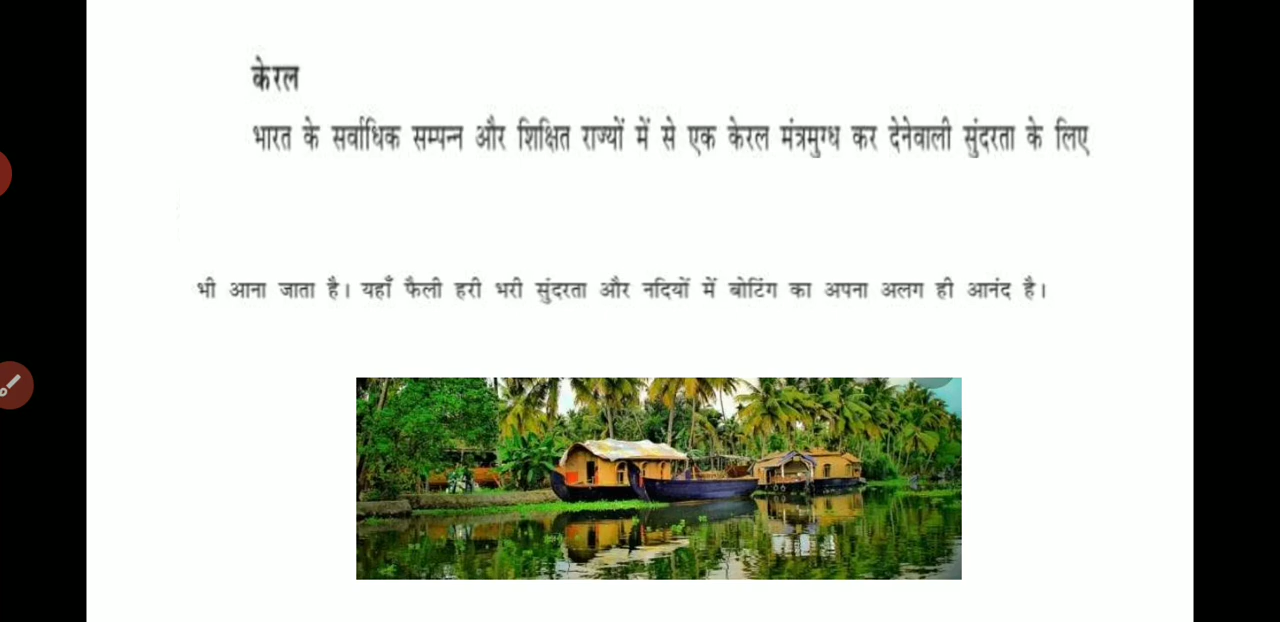 केरल
भारत के सर्वाधिक सम्पन्न और शिक्षित राज्यों में से एक केरल मंत्रमुग्ध कर देनेवाली सुंदरता के लिए
भी आना जाता है। यहाँ फैली हरी भरी सुंदरता और नदियों में बोटिंग का अपना अलग ही आनंद है।